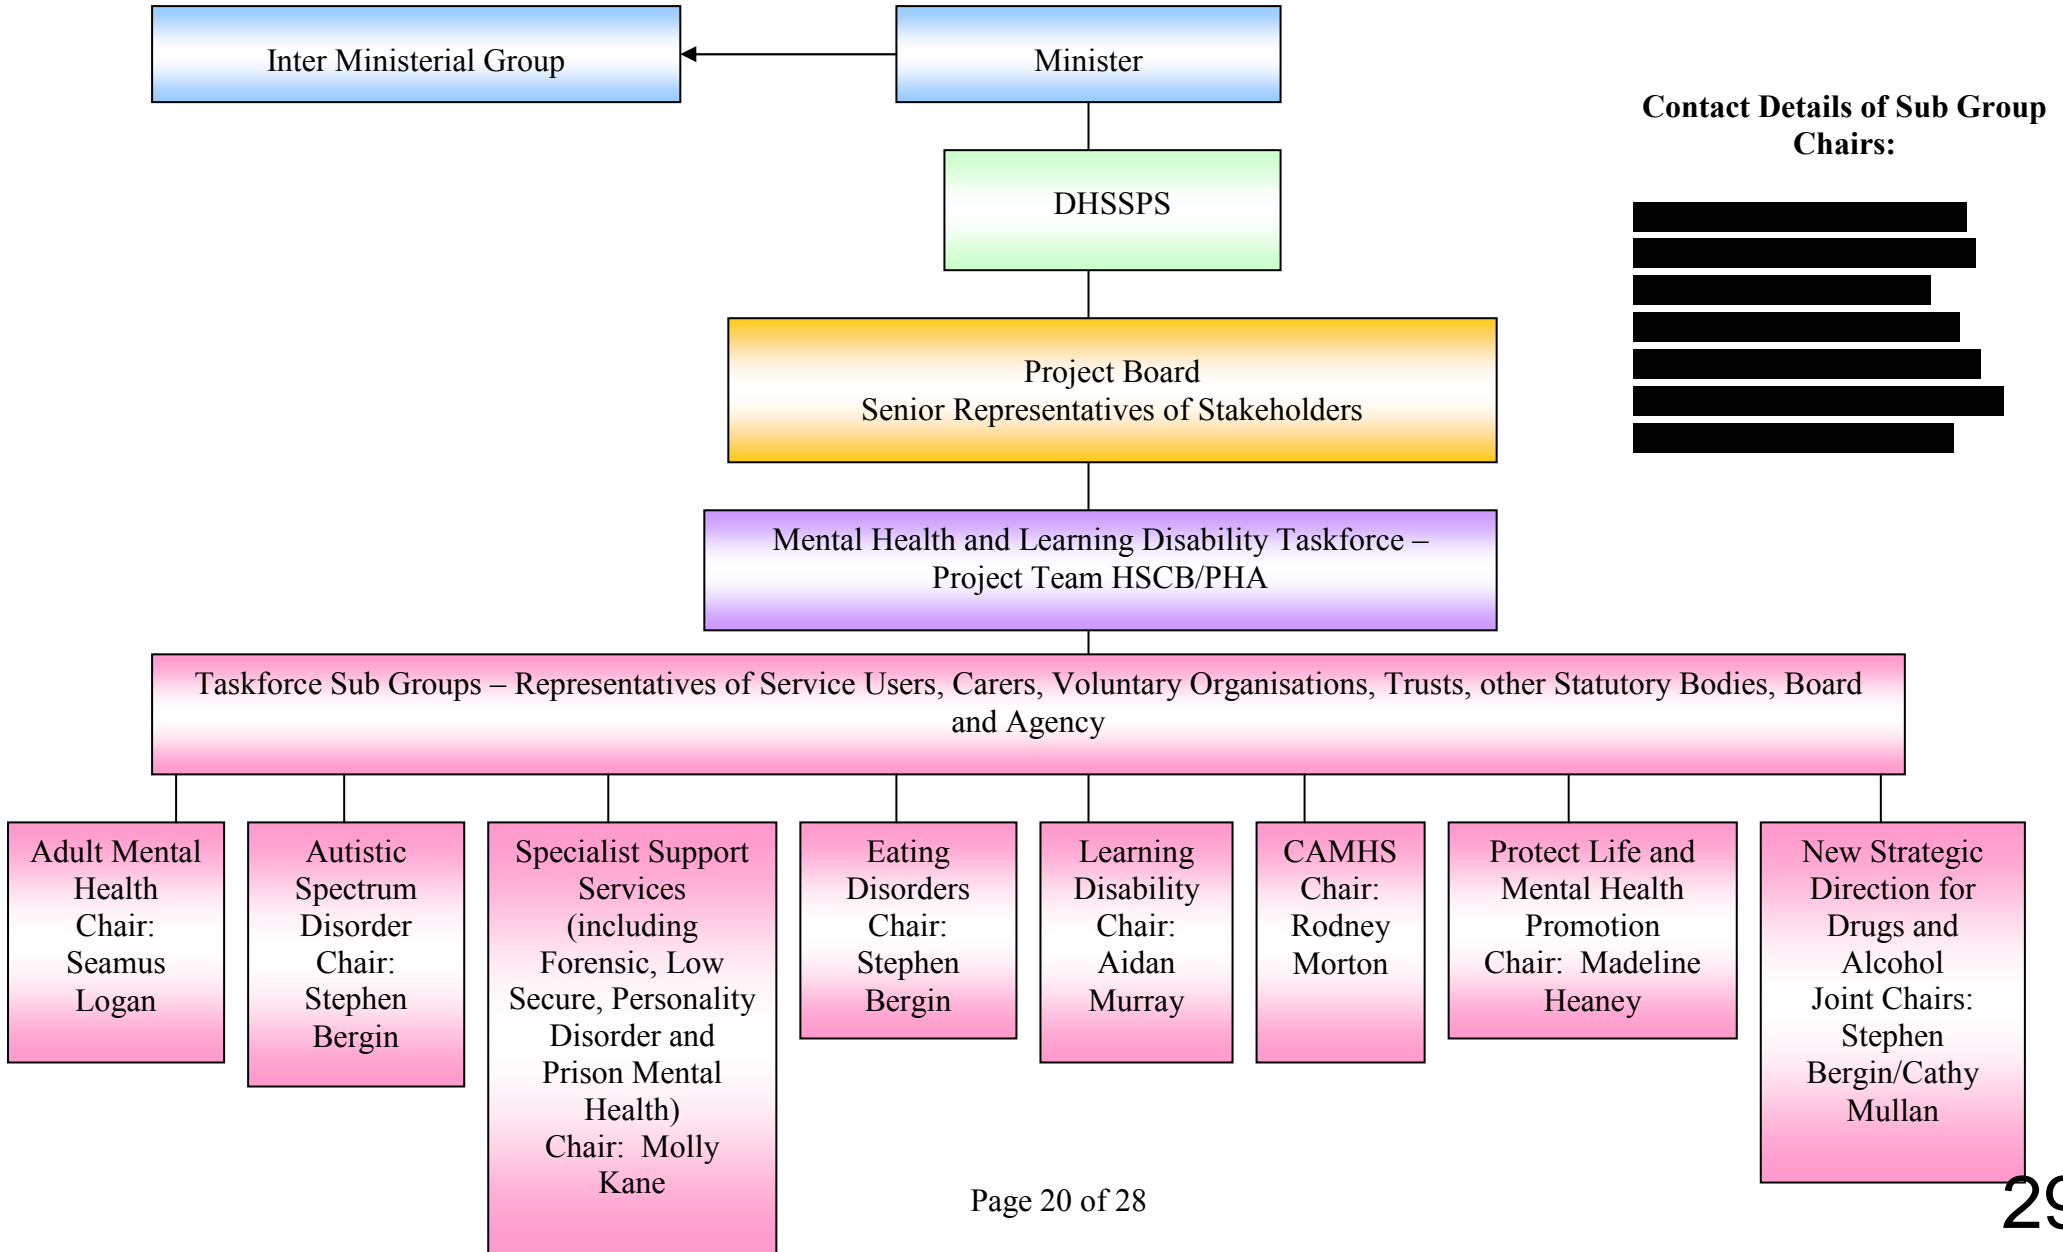 Inter Ministerial Group
Minister
Contact Details of Sub Group
Chairs:
DHSSPS
Project Board
Senior Representatives of Stakeholders
Mental Health and Learning Disability Taskforce –
Project Team HSCB/PHA
Taskforce Sub Groups – Representatives of Service Users, Carers, Voluntary Organisations, Trusts, other Statutory Bodies, Board
and Agency
Adult Mental
Health
Chair:
Seamus
Logan
Autistic
Spectrum
Disorder
Chair:
Stephen
Bergin
Specialist Support
Services
(including
Forensic, Low
Secure, Personality
Disorder and
Prison Mental
Health)
Chair:  Molly
Kane
Eating
Disorders
Chair:
Stephen
Bergin
Learning
Disability
Chair:
Aidan
Murray
CAMHS
Chair:
Rodney
Morton
Protect Life and
Mental Health
Promotion
Chair:  Madeline
Heaney
New Strategic
Direction for
Drugs and
Alcohol
Joint Chairs:
Stephen
Bergin/Cathy
Mullan
Page 20 of 28
29